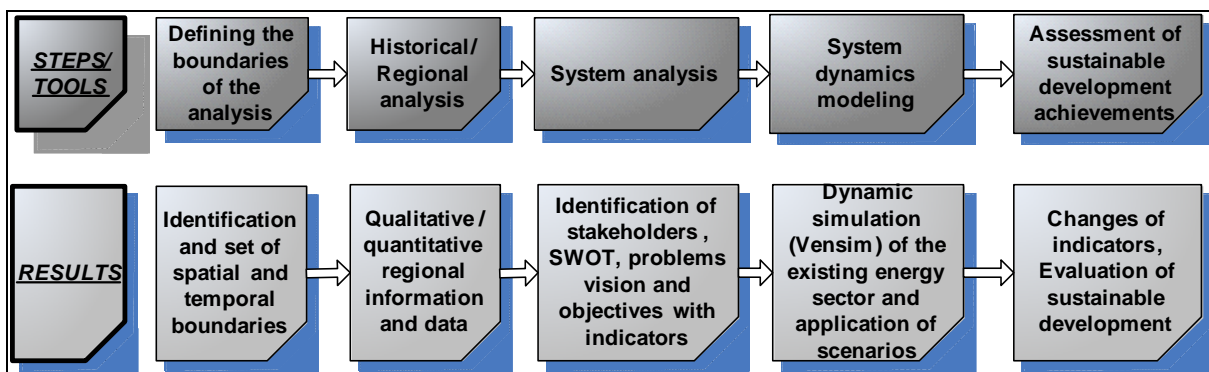 STEPS/
TOOLS
Defining the
boundaries
of the
analysis
Historical/
Regional
analysis
System analysis
System
dynamics
modeling
Assessment of
sustainable
development
achievements
RESULTS
Identification
and set of
spatial and
temporal
boundaries
Qualitative /
quantitative
regional
information
and data
Identification of
stakeholders ,
SWOT, problems
vision and
objectives with
indicators
Dynamic
simulation
(Vensim) of the
existing energy
sector and
application of
scenarios
Changes of
indicators,
Evaluation of
sustainable
development